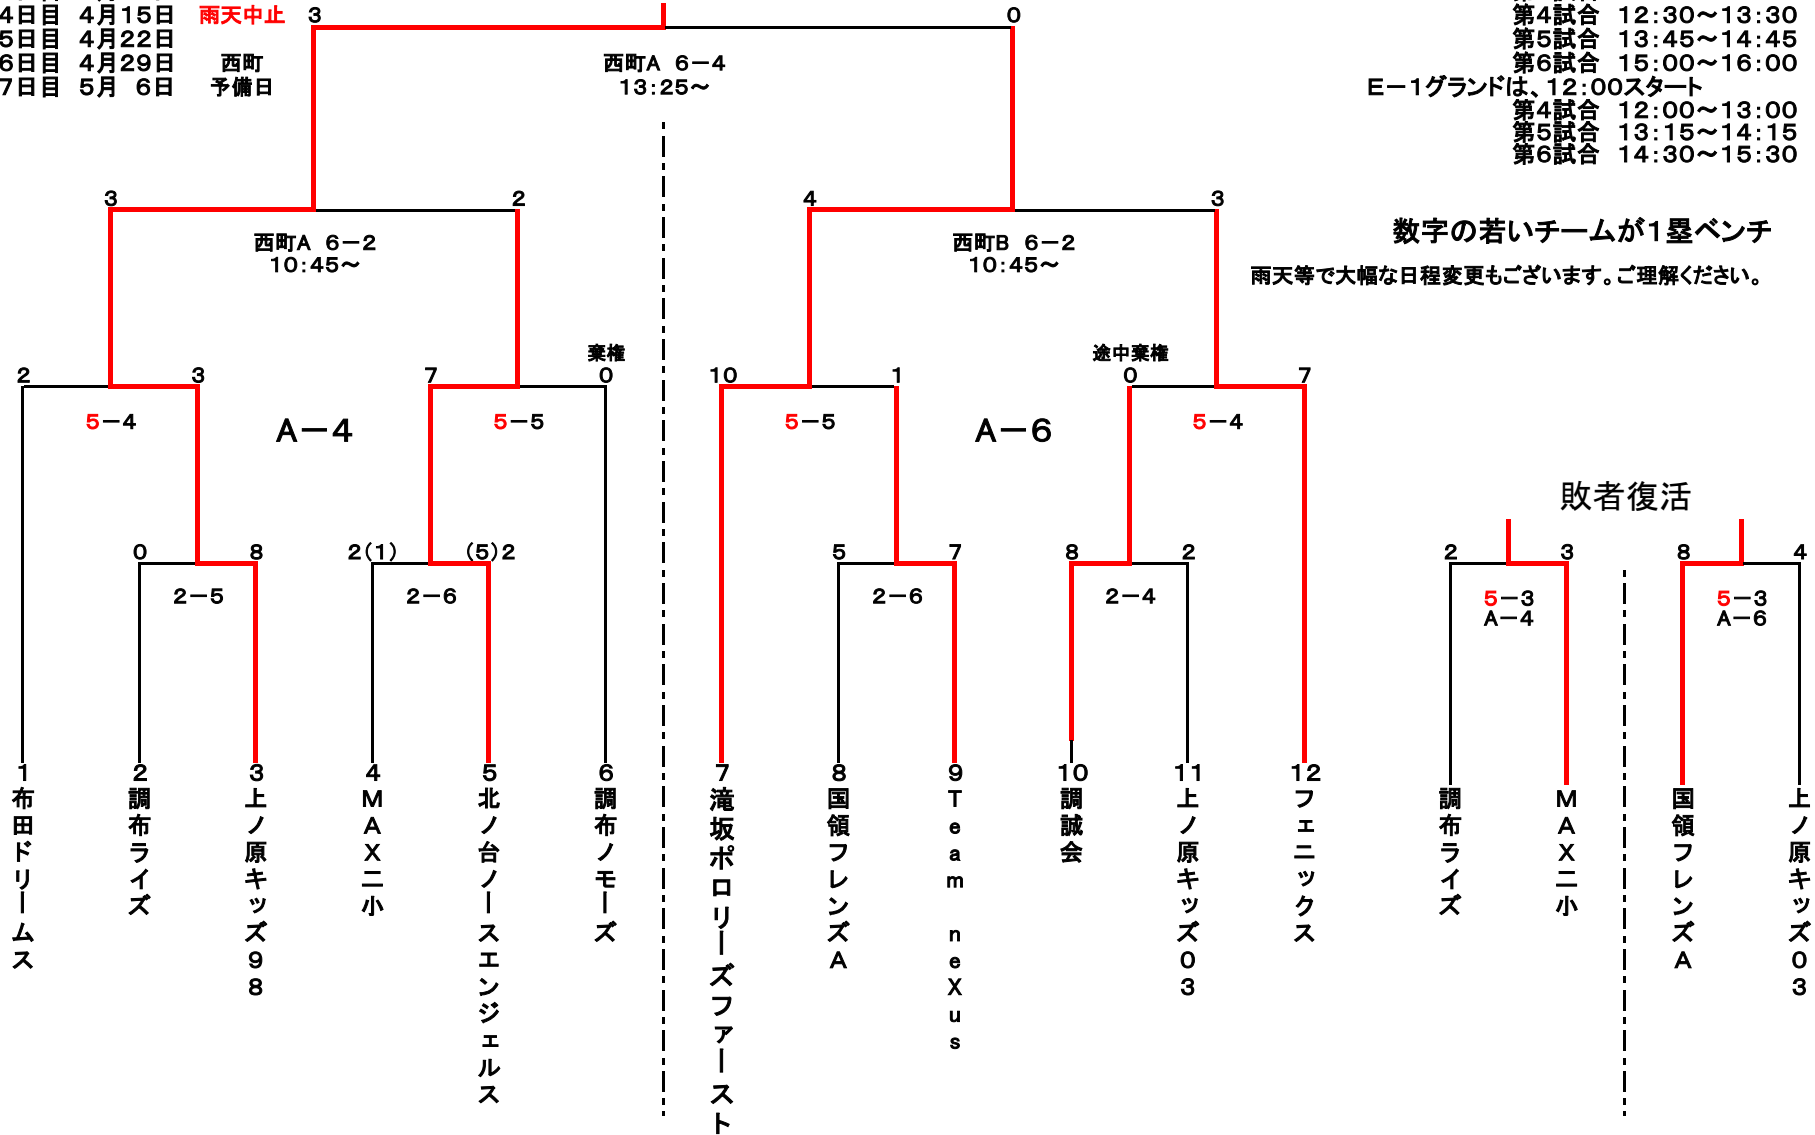 4日目　4月15日　雨天中止
5日目　4月22日
6日目　4月29日　西町
7日目　5月　6日　予備日
第4試合　12:30～13:30
第5試合　13:45～14:45
第6試合　15:00～16:00
E－1グランドは、12:00スタート
第4試合　12:00～13:00
第5試合　13:15～14:15
第6試合　14:30～15:30
数字の若いチームが1塁ベンチ
雨天等で大幅な日程変更もございます。ご理解ください。
3　0
西町A　6－4
13:25～
3　2　4　3
西町A　6－2
10:45～
西町B　6－2
10:45～
棄権
途中棄権
2　3　7　0　10　1　0　7
5－4　5－5　5－5　5－4
A－4　A－6
敗者復活
0　8　2(1)　(5)2　5　7　8　2　2　3　8　4
2－5　2－6　2－6　2－4
5－3
A－4
5－3
A－6
1
布田ドリームス
2
調布ライズ
3
上ノ原キッズ98
4
MAX二小
5
北ノ台ノースエンジェルス
6
調布ノモーズ
7
滝坂ポロリーズファースト
8
国領フレンズA
9
Team neXus
10
調誠会
11
上ノ原キッズ03
12
フェニックス
調布ライズ
MAX二小
国領フレンズA
上ノ原キッズ03